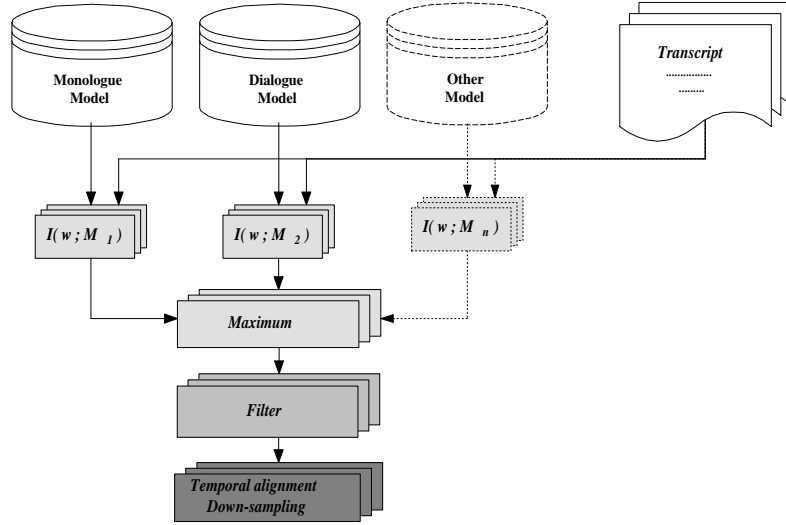 Monologue
Model
Dialogue
Model
Other
Model
Transcript
................
.........
I( w ; M 1 )
I( w ; M 2 )
I( w ; M n )
Maximum
Filter
Temporal alignment
Down-sampling